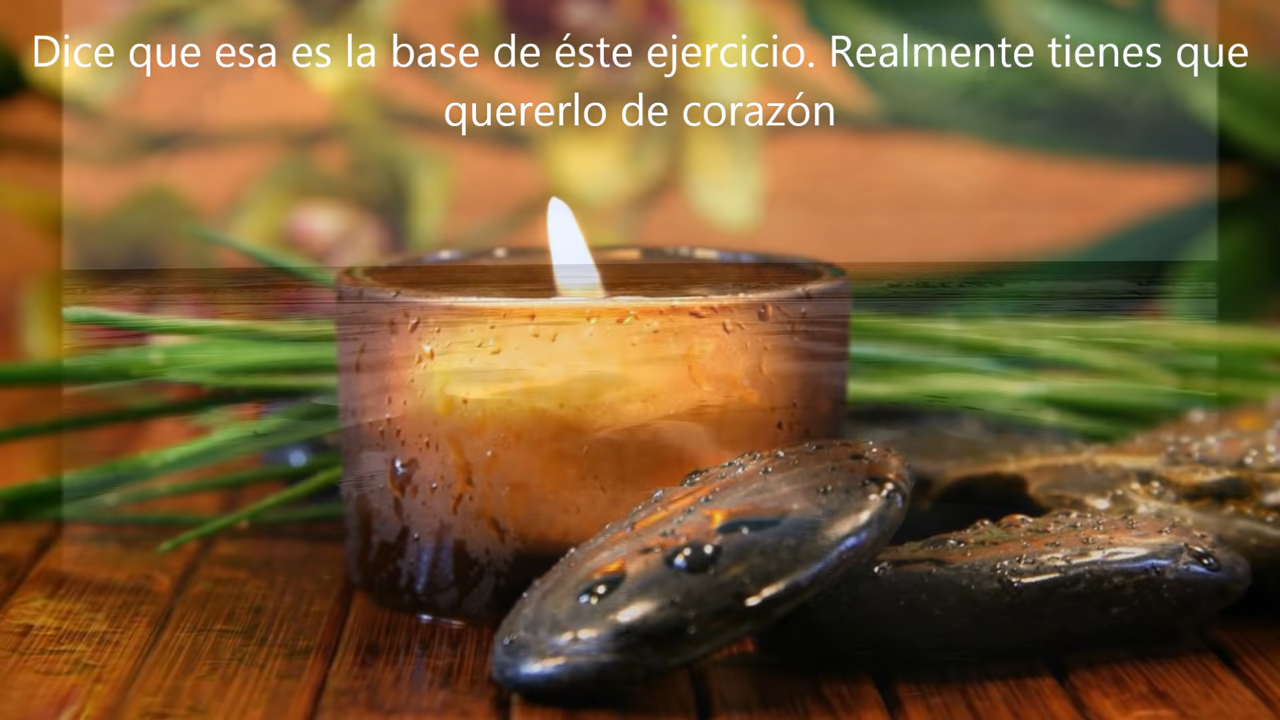 Dice que esa es la base de éste ejercicio. Realmente tienes que
quererlo de corazón